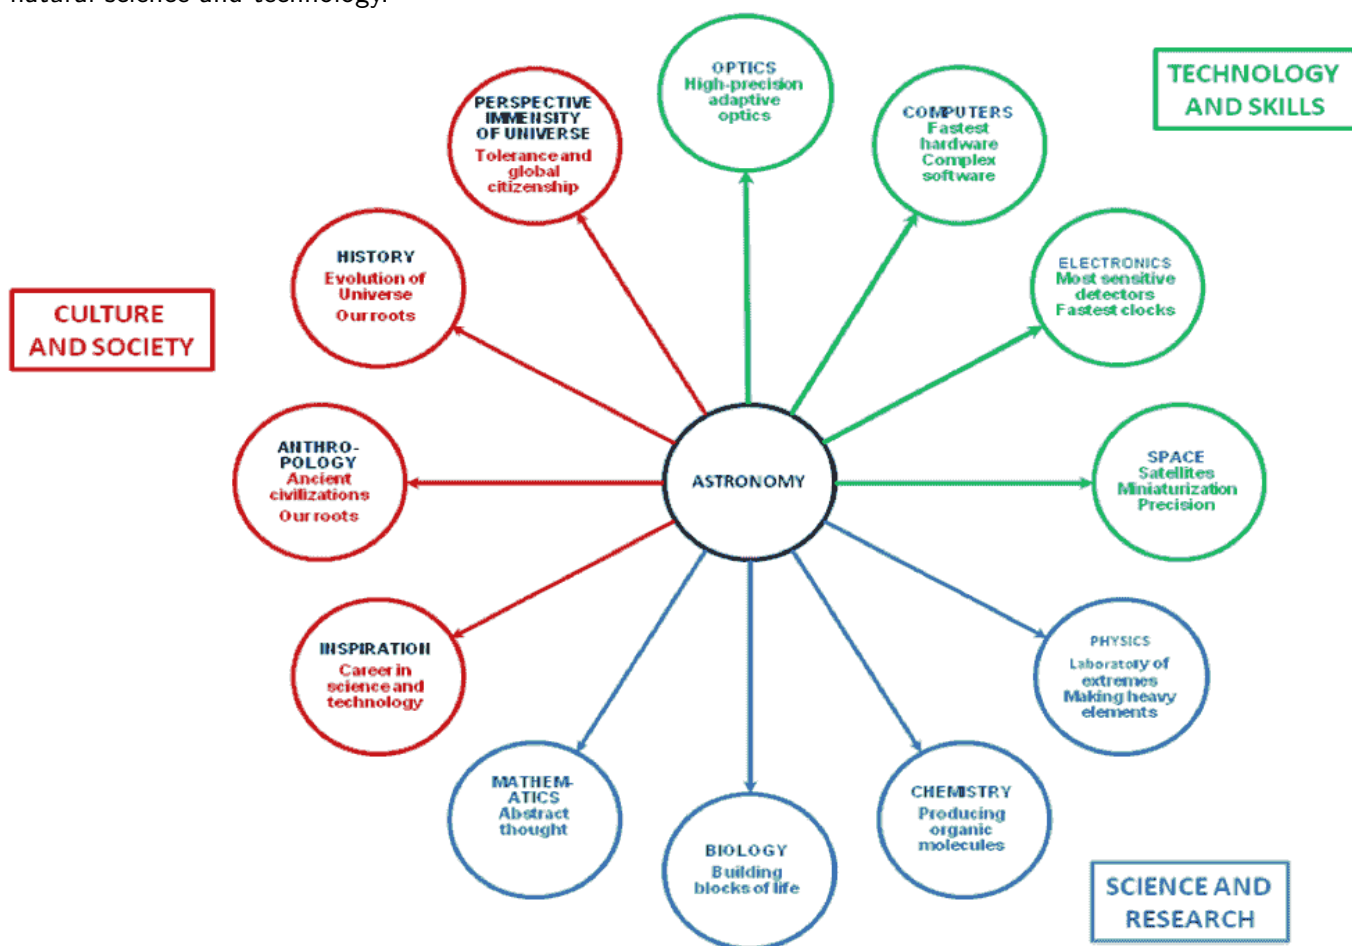 natural science and technology.
OPTICS
High-precision
adaptive
optics
TECHNOLOGY
AND SKILLS
PERSPECTIVE
IMMENSITY
OF UNIVERSE
Tolerance and
global
citizenship
COMPUTERS
Fastest
hardware
Complex
software
HISTORY
Evolution of
Universe
Our roots
ELECTRONICS
Most sensitive
detectors
Fastest clocks
CULTURE
AND SOCIETY
ANTHRO-
POLOGY
Ancient
civilizations
Our roots
ASTRONOMY
SPACE
Satellites
Miniaturization
Precision
INSPIRATION
Career in
science and
technology
PHYSICS
Laboratory of
extremes
Making heavy
elements
MATHEM-
ATICS
Abstract
thought
BIOLOGY
Building
blocks of life
CHEMISTRY
Producing
organic
molecules
SCIENCE AND
RESEARCH